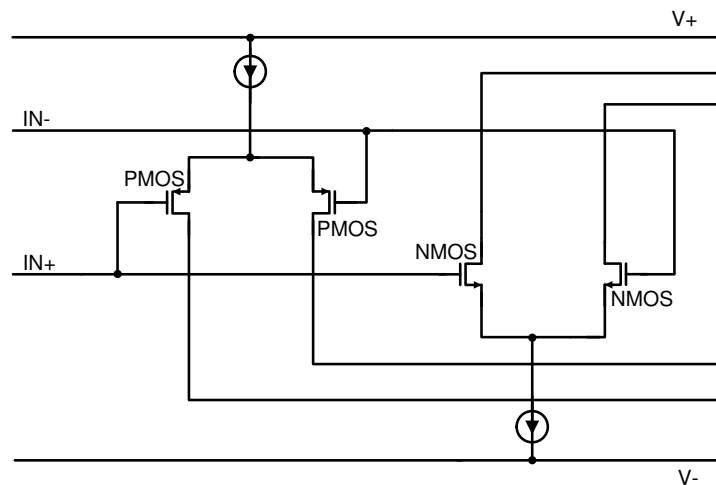 V+
IN-
PMOS
PMOS
NMOS
IN+
NMOS
V-